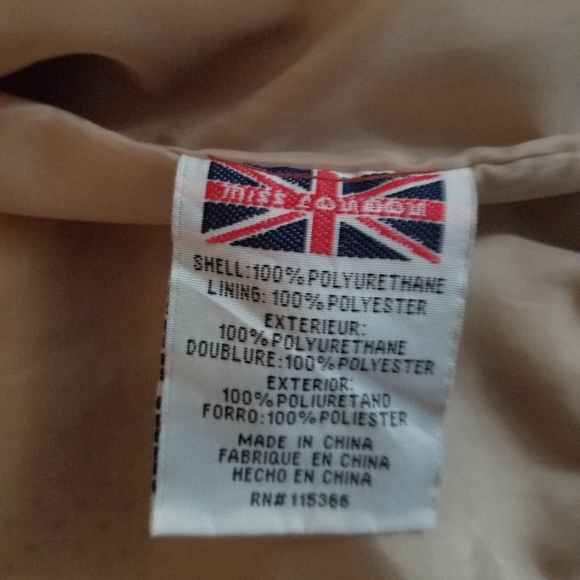 miss london
SHELL:100%POLYURETHANE
LINING: 100%POLYESTER
EXTERIEUR:
100%POLYURETHANE
DOUBLURE:100%POLYESTER
EXTERIOR:
100%POLIURETANO
FORRO:100%POLIESTER
MADE IN CHINA
FABRIQUE EN CHINA
HECHO EN CHINA
RN# 115366